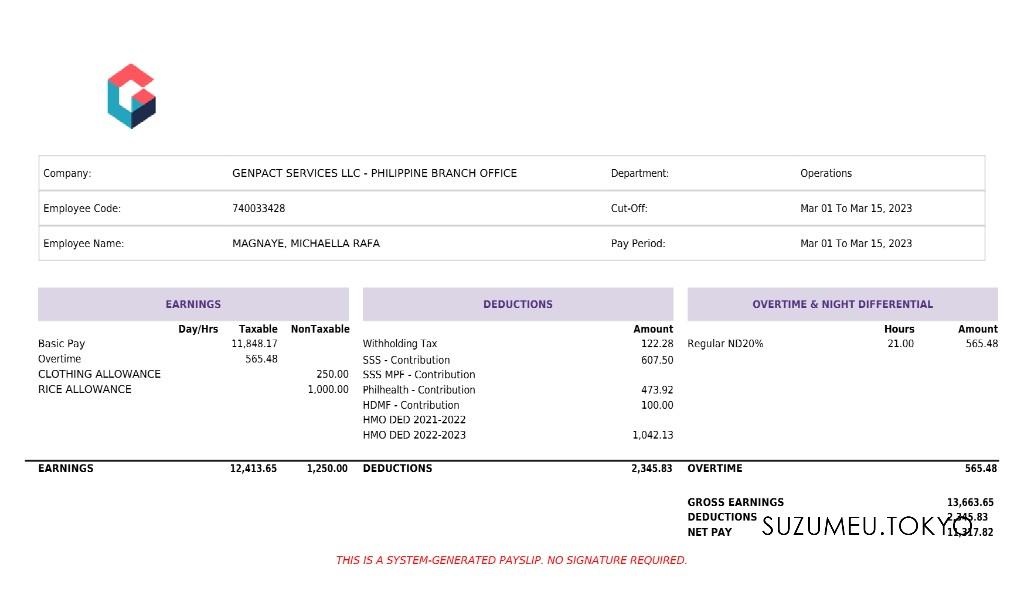 Company: GENPACT SERVICES LLC - PHILIPPINE BRANCH OFFICE Department: Operations
Employee Code: 740033428 Cut-Off: Mar 01 To Mar 15, 2023
Employee Name: MAGNAYE, MICHAELLA RAFA Pay Period: Mar 01 To Mar 15, 2023
EARNINGS DEDUCTIONS OVERTIME & NIGHT DIFFERENTIAL
Day/Hrs Taxable NonTaxable Amount Hours Amount
Basic Pay 11,848.17 Withholding Tax 122.28 Regular ND20% 21.00 565.48
Overtime 565.48 SSS - Contribution 607.50
CLOTHING ALLOWANCE 250.00 SSS MPF - Contribution
RICE ALLOWANCE 1,000.00 Philhealth - Contribution 473.92
HDMF - Contribution 100.00
HMO DED 2021-2022
HMO DED 2022-2023 1,042.13
EARNINGS 12,413.65 1,250.00 DEDUCTIONS 2,345.83 OVERTIME 565.48
GROSS EARNINGS 13,663.65
DEDUCTIONS 2,345.83
SUZUMEU.TOKYO
NET PAY 11,317.82
THIS IS A SYSTEM-GENERATED PAYSLIP. NO SIGNATURE REQUIRED.